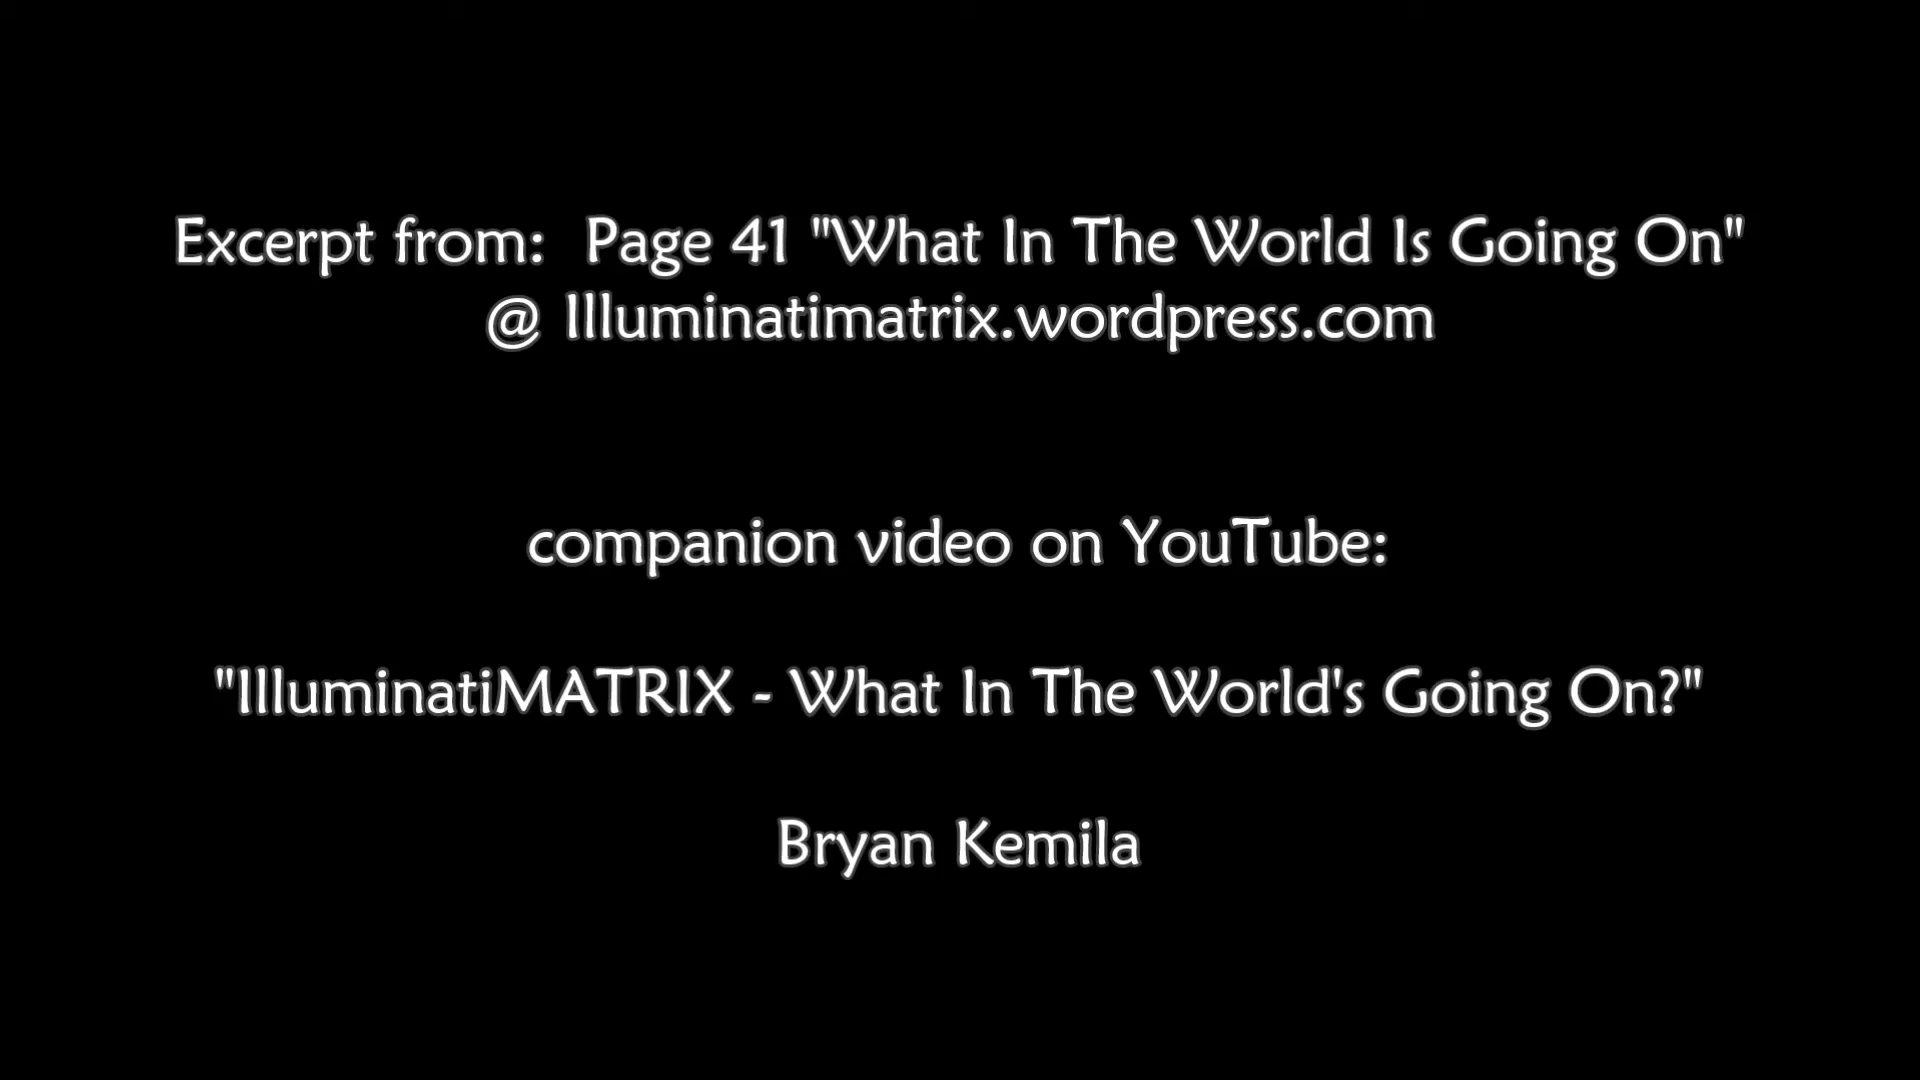 Excerpt from:  Page 41 "What In The World Is Going On"
@ Illuminatimatrix.wordpress.com
companion video on YouTube:
"IlluminatiMATRIX - What In The World's Going On?"
Bryan Kemila